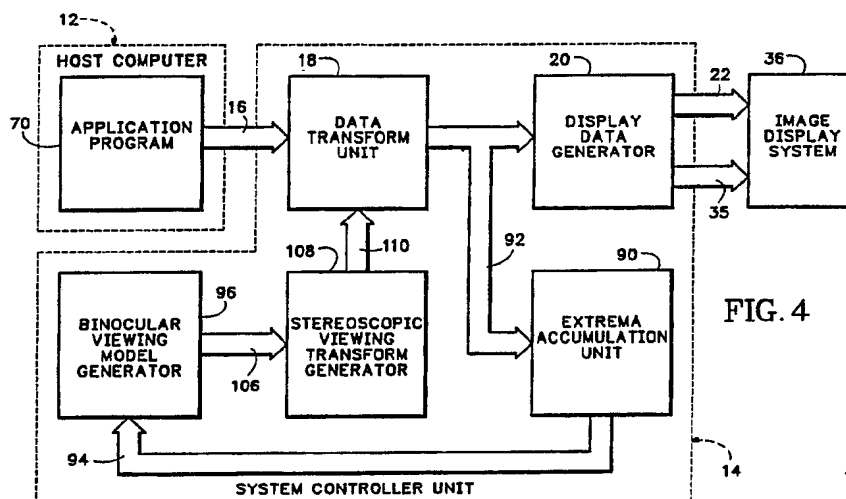 12
HOST COMPUTER
70
APPLICATION
PROGRAM
16
18
DATA
TRANSFORM
UNIT
20
DISPLAY
DATA
GENERATOR
22
35
36
IMAGE
DISPLAY
SYSTEM
92
108
110
96
BINOCULAR
VIEWING
MODEL
GENERATOR
106
STEREOSCOPIC
VIEWING
TRANSFORM
GENERATOR
90
EXTREMA
ACCUMULATION
UNIT
FIG. 4
94
SYSTEM CONTROLLER UNIT
14